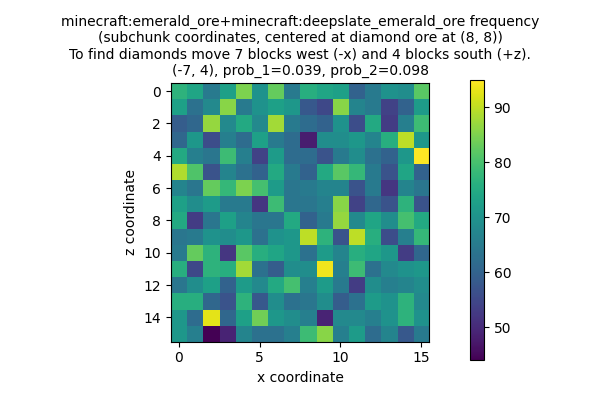 minecraft:emerald_ore+minecraft:deepslate_emerald_ore frequency
(subchunk coordinates, centered at diamond ore at (8, 8))
To find diamonds move 7 blocks west (-x) and 4 blocks south (+z).
(-7, 4), prob_1=0.039, prob_2=0.098
0
2
4
6
8
10
12
14
z coordinate
0 5 10 15
x coordinate
90
80
70
60
50